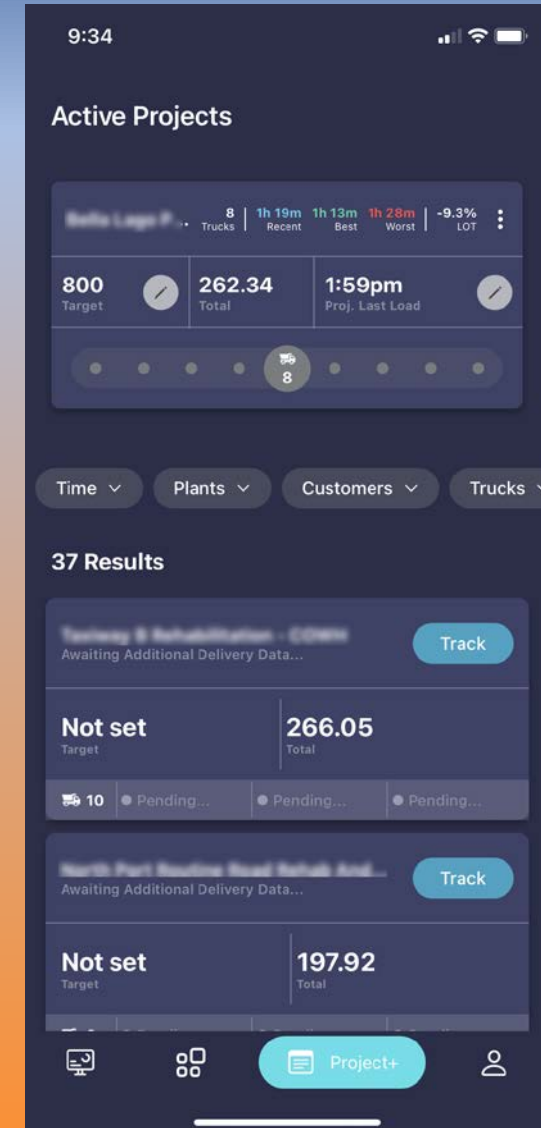 9:34
Active Projects
8 1h 19m 1h 13m 1h 28m -9.3%
Trucks Recent Best Worst LOT
800 262.34 1:59pm
Target Total Proj. Last Load
8
Time Plants Customers Trucks
37 Results
Awaiting Additional Delivery Data...
Track
Not set 266.05
Target Total
10 Pending... Pending... Pending...
Awaiting Additional Delivery Data...
Track
Not set 197.92
Target Total
Project+